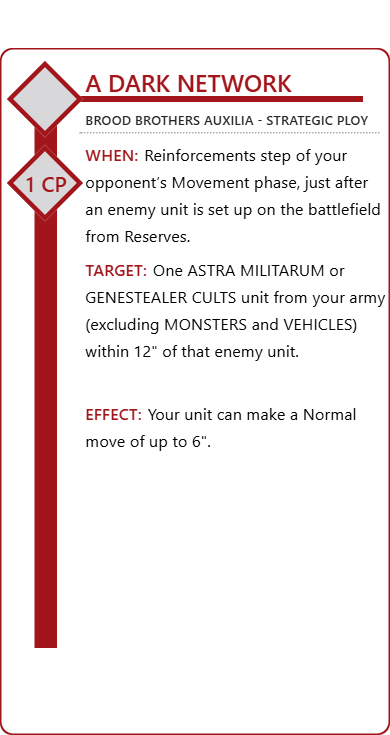 A DARK NETWORK
BROOD BROTHERS AUXILIA - STRATEGIC PLOY
1 CP
WHEN: Reinforcements step of your
opponent's Movement phase, just after
an enemy unit is set up on the battlefield
from Reserves.
TARGET: One ASTRA MILITARUM or
GENESTEALER CULTS unit from your army
(excluding MONSTERS and VEHICLES)
within 12" of that enemy unit.
EFFECT: Your unit can make a Normal
move of up to 6".